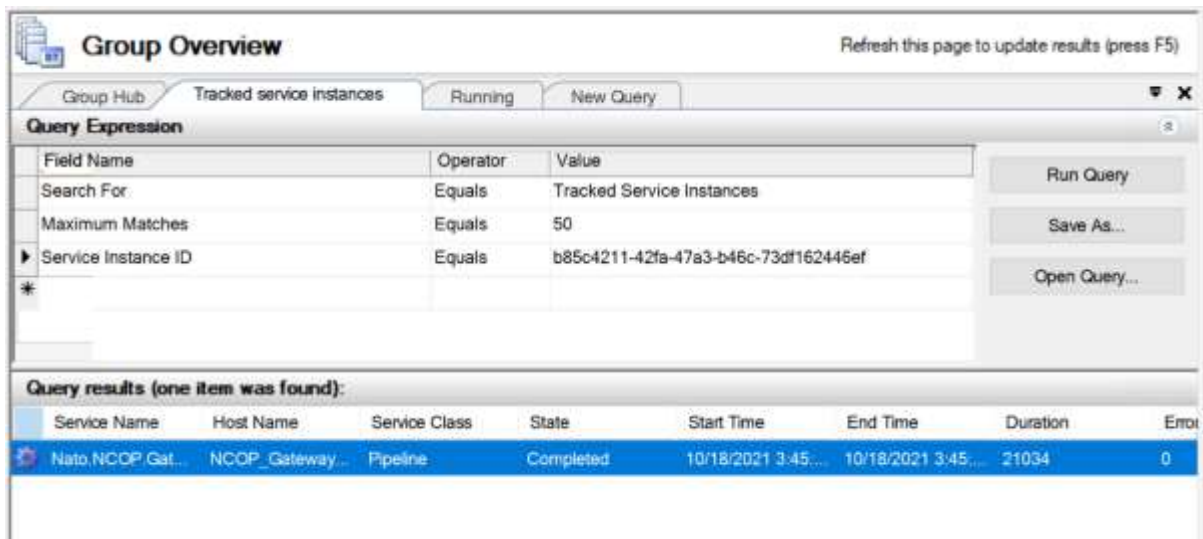 Group Overview
Refresh this page to update results (press F5)
Group Hub Tracked service instances Running New Query
Query Expression
Field Name Operator Value
Search For Equals Tracked Service Instances
Maximum Matches Equals 50
Service Instance ID Equals b85c4211-42fa-47a3-b46c-73df162446ef
Run Query
Save As...
Open Query...
Query results (one item was found):
Service Name Host Name Service Class State Start Time End Time Duration Error
Nato.NCOP.Gat... NCOP_Gateway... Pipeline Completed 10/18/2021 3:45:... 10/18/2021 3:45:... 21034 0